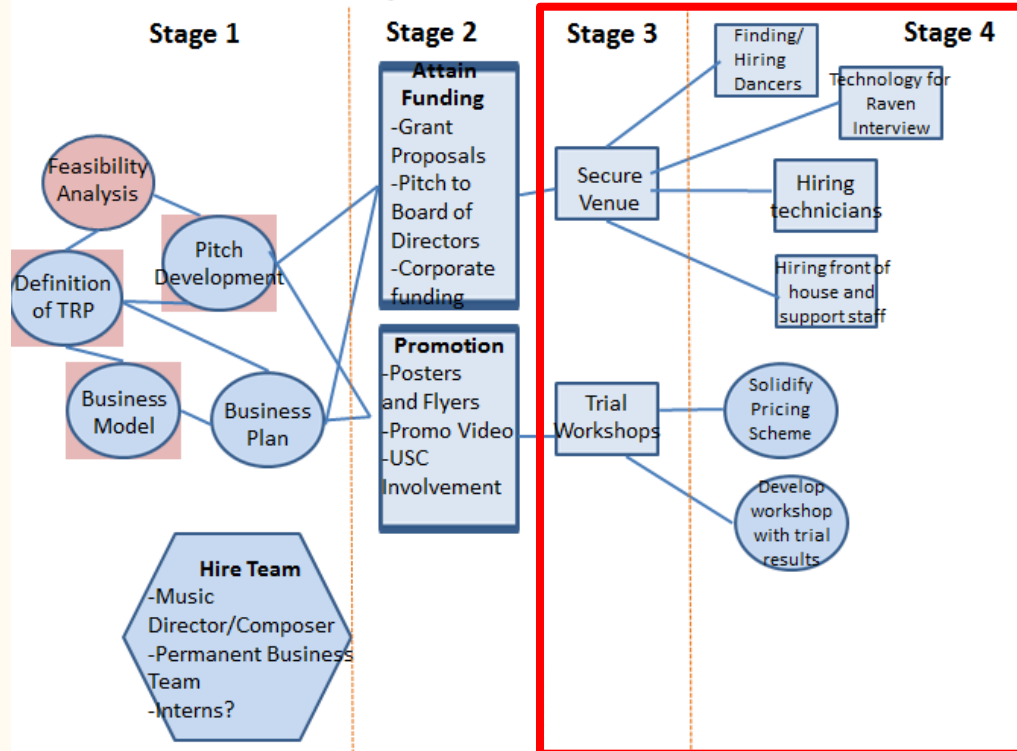 Stage 1
Stage 2
Stage 3
Stage 4
Feasibility
Analysis
Pitch
Development
Definition
of TRP
Business
Model
Business
Plan
Hire Team
-Music
Director/Composer
-Permanent Business
Team
-Interns?
Attain
Funding
-Grant
Proposals
-Pitch to
Board of
Directors
-Corporate
funding
Promotion
-Posters
and Flyers
-Promo Video
-USC
Involvement
Secure
Venue
Trial
Workshops
Finding/
Hiring
Dancers
Technology for
Raven
Interview
Hiring
technicians
Hiring front of
house and
support staff
Solidify
Pricing
Scheme
Develop
workshop
with trial
results